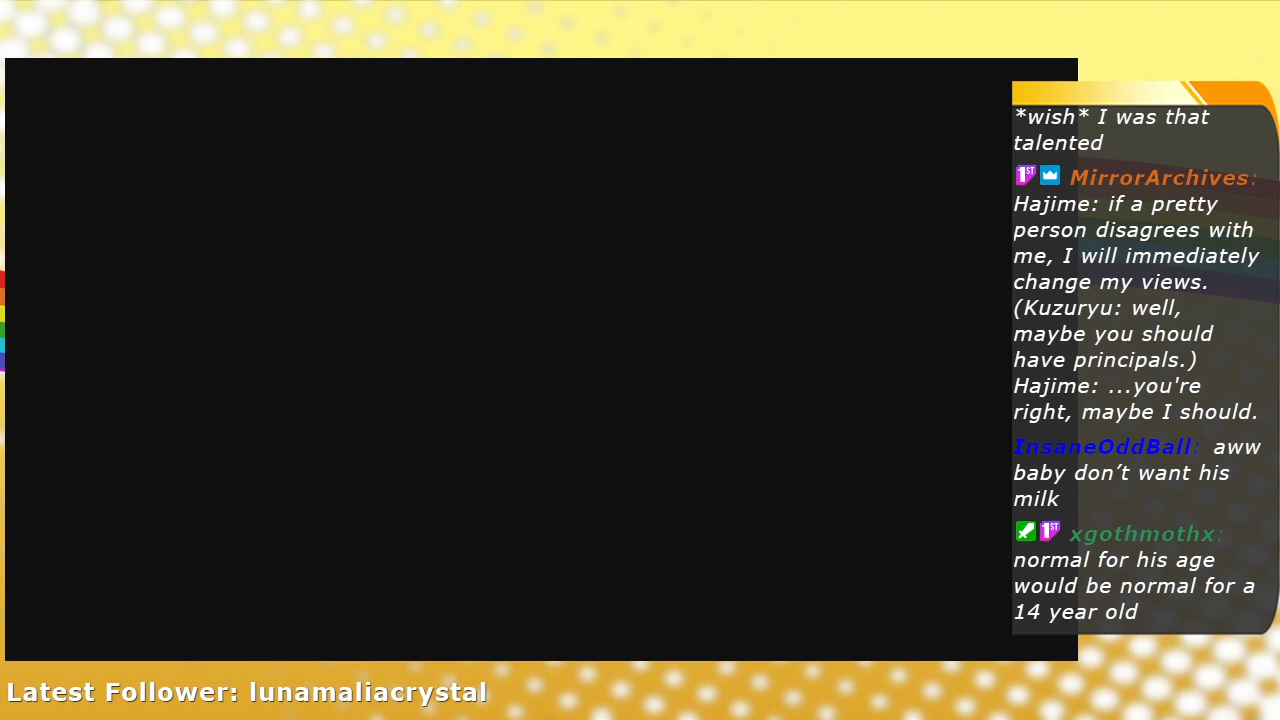 *wish* I was that
talented
1ST MirrorArchives:
Hajime: if a pretty
person disagrees with
me, I will immediately
change my views.
(Kuzuryu: well,
maybe you should
have principals.)
Hajime: ...you're
right, maybe I should.
InsaneOddBall: aww
baby don’t want his
milk
1ST xgothmothx:
normal for his age
would be normal for a
14 year old
Latest Follower: lunamaliacrystal